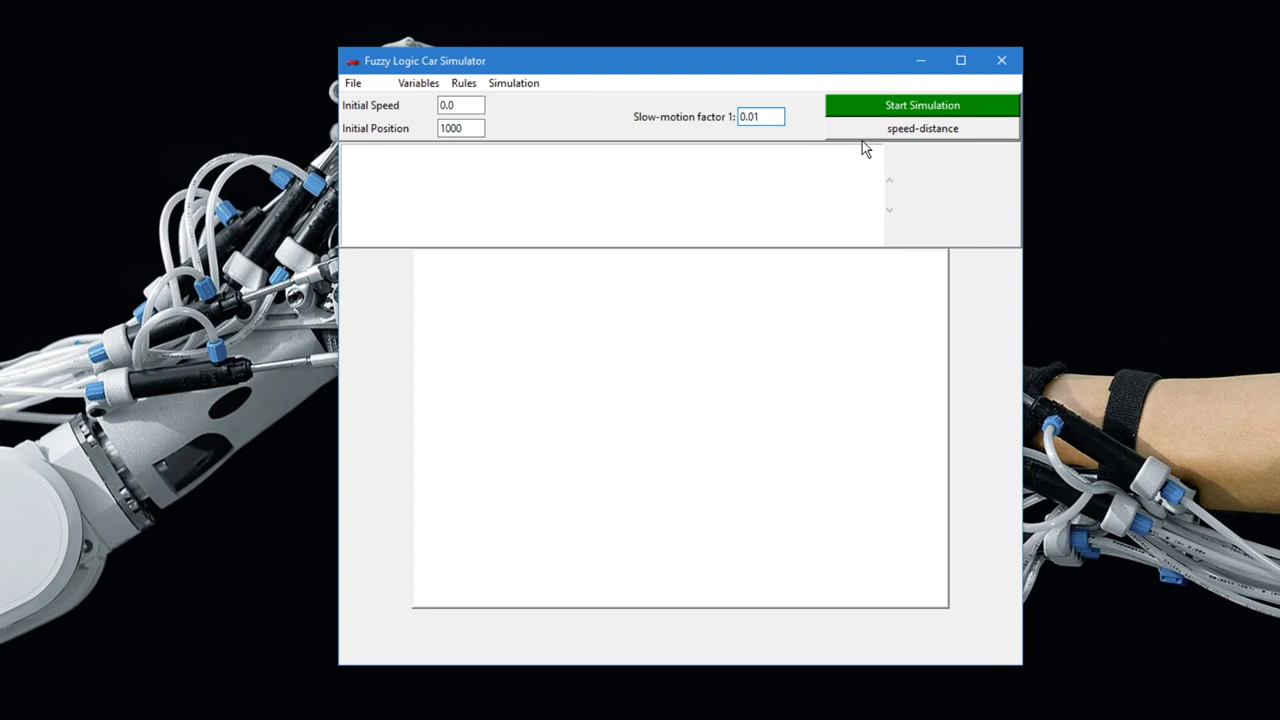 Fuzzy Logic Car Simulator
File Variables Rules Simulation
Initial Speed 0.0
Initial Position 1000
Slow-motion factor 1: 0.01
Start Simulation
speed-distance